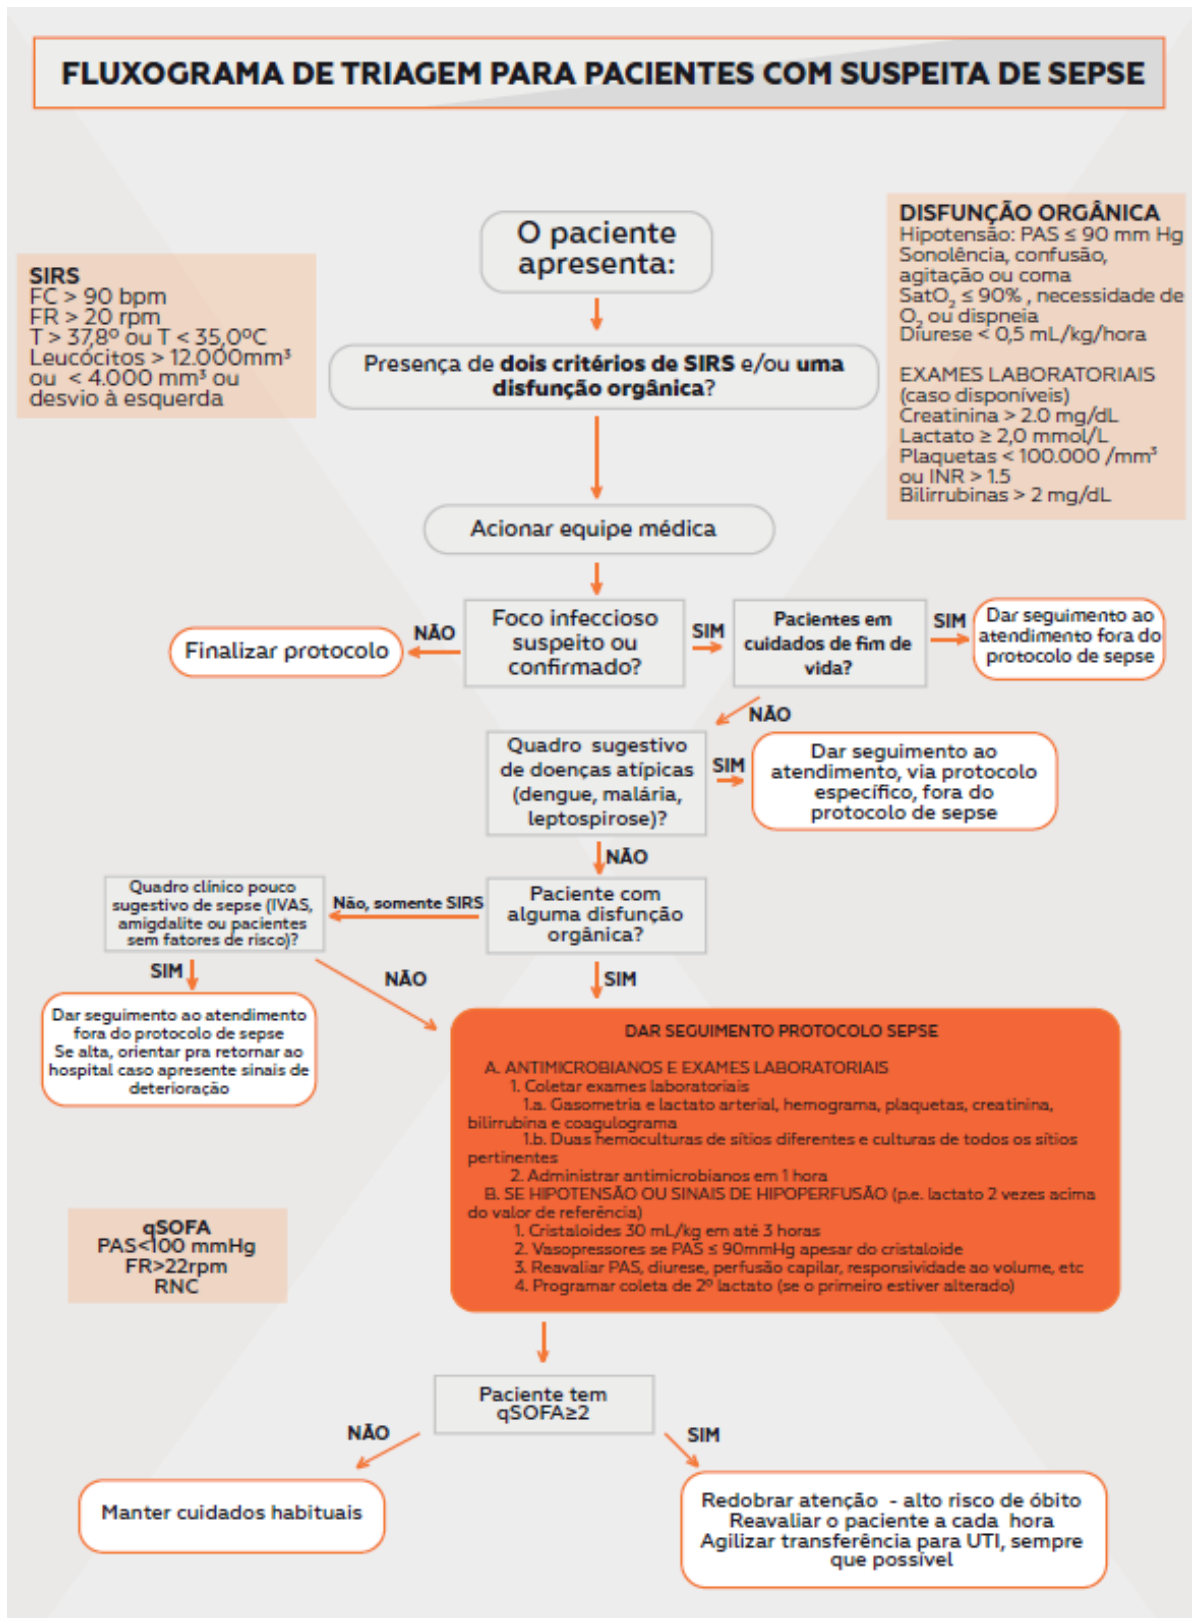 FLUXOGRAMA DE TRIAGEM PARA PACIENTES COM SUSPEITA DE SEPSE
O paciente
apresenta:
SIRS
FC > 90 bpm
FR > 20 rpm
T > 37,8º ou T < 35,0ºC
Leucócitos > 12.000mm³
ou < 4.000 mm³ ou
desvio à esquerda
DISFUNÇÃO ORGÂNICA
Hipotensão: PAS ≤ 90 mm Hg
Sonolência, confusão,
agitação ou coma
SatO₂ ≤ 90% , necessidade de
O₂ ou dispneia
Diurese < 0,5 mL/kg/hora
EXAMES LABORATORIAIS
(caso disponíveis)
Creatinina > 2.0 mg/dL
Lactato ≥ 2,0 mmol/L
Plaquetas < 100.000 /mm³
ou INR > 1.5
Bilirrubinas > 2 mg/dL
Presença de dois critérios de SIRS e/ou uma
disfunção orgânica?
Acionar equipe médica
Foco infeccioso
suspeito ou
confirmado?
NÃO
Finalizar protocolo
SIM
Pacientes em
cuidados de fim de
vida?
SIM
Dar seguimento ao
atendimento fora do
protocolo de sepse
NÃO
Quadro sugestivo
de doenças atípicas
(dengue, malária,
leptospirose)?
SIM
Dar seguimento ao
atendimento, via protocolo
específico, fora do
protocolo de sepse
NÃO
Paciente com
alguma disfunção
orgânica?
Não, somente SIRS
Quadro clínico pouco
sugestivo de sepse (IVAS,
amigdalite ou pacientes
sem fatores de risco)?
SIM
NÃO
SIM
Dar seguimento ao atendimento
fora do protocolo de sepse
Se alta, orientar pra retornar ao
hospital caso apresente sinais de
deterioração
DAR SEGUIMENTO PROTOCOLO SEPSE
A. ANTIMICROBIANOS E EXAMES LABORATORIAIS
1. Coletar exames laboratoriais
1.a. Gasometria e lactato arterial, hemograma, plaquetas, creatinina,
bilirrubina e coagulograma
1.b. Duas hemoculturas de sítios diferentes e culturas de todos os sítios
pertinentes
2. Administrar antimicrobianos em 1 hora
B. SE HIPOTENSÃO OU SINAIS DE HIPOPERFUSÃO (p.e. lactato 2 vezes acima
do valor de referência)
1. Cristaloides 30 mL/kg em até 3 horas
2. Vasopressores se PAS ≤ 90mmHg apesar do cristaloide
3. Reavaliar PAS, diurese, perfusão capilar, responsividade ao volume, etc
4. Programar coleta de 2º lactato (se o primeiro estiver alterado)
qSOFA
PAS<100 mmHg
FR>22rpm
RNC
Paciente tem
qSOFA≥2
NÃO
SIM
Manter cuidados habituais
Redobrar atenção - alto risco de óbito
Reavaliar o paciente a cada hora
Agilizar transferência para UTI, sempre
que possível